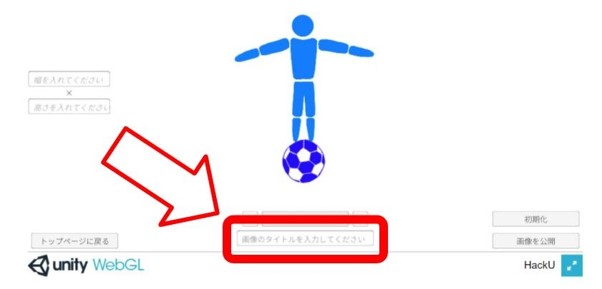 幅を入れてください
×
高さを入れてください
初期化
トップページに戻る
画像のタイトルを入力してください
画像を公開
unity WebGL
HackU